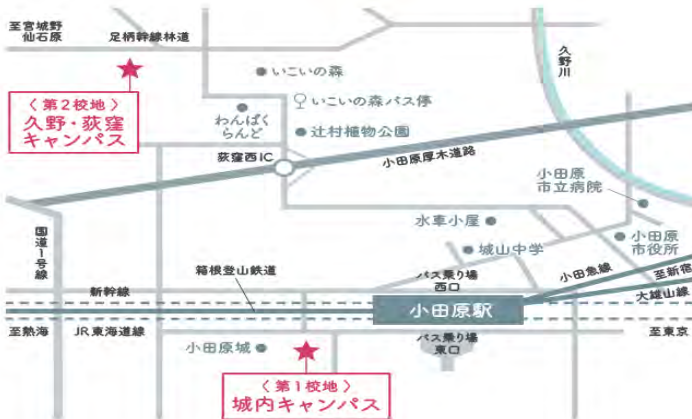 至宮城野
仙石原
足柄幹線林道
久野川
いこいの森
〈第2校地〉
久野・荻窪
キャンパス
わんぱく
らんど
いこいの森バス停
辻村植物公園
荻窪西IC
小田原厚木道路
小田原
市立病院
国道1号線
水車小屋
城山中学
小田原
市役所
箱根登山鉄道
バス乗り場
西口
小田急線
至新宿
新幹線
大雄山線
小田原駅
至熱海
JR東海道線
小田原城
バス乗り場
東口
至東京
〈第1校地〉
城内キャンパス